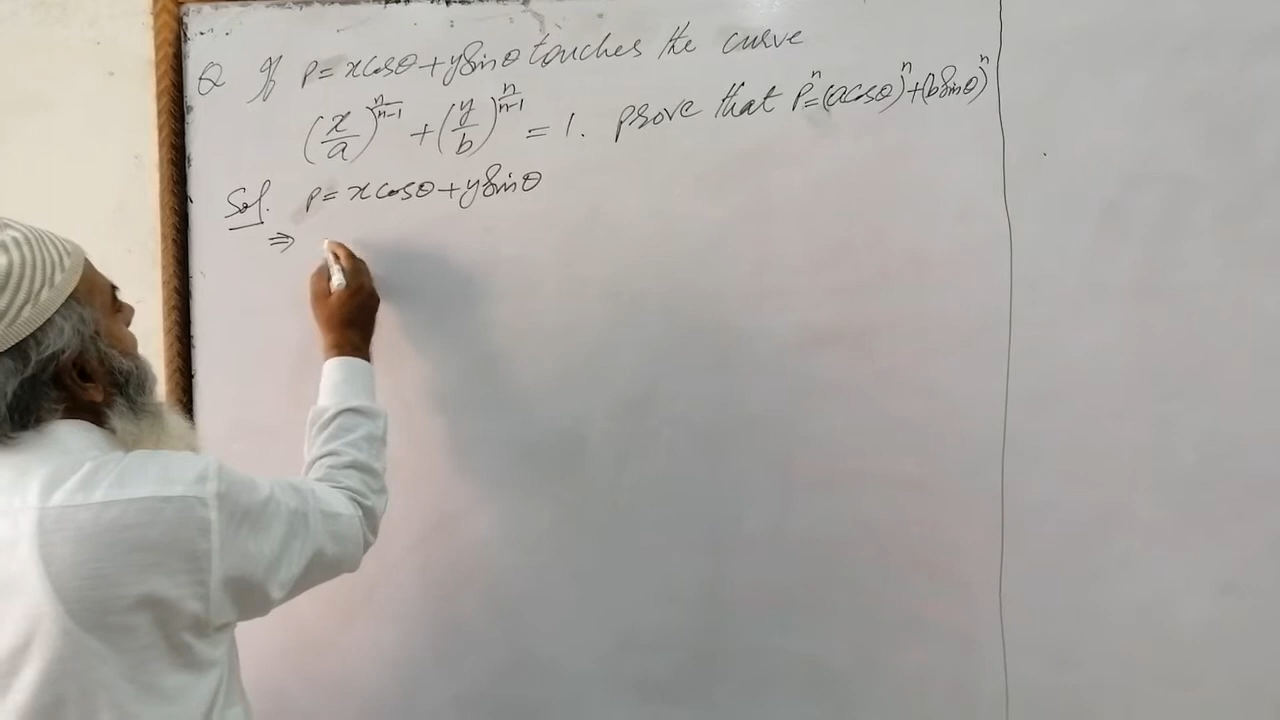 Q If P = x cosθ + y sinθ touches the curve
(x/a)^(n/(n-1)) + (y/b)^(n/(n-1)) = 1. prove that P^n = (a cosθ)^n + (b sinθ)^n
Sol. P = x cosθ + y sinθ
⇒